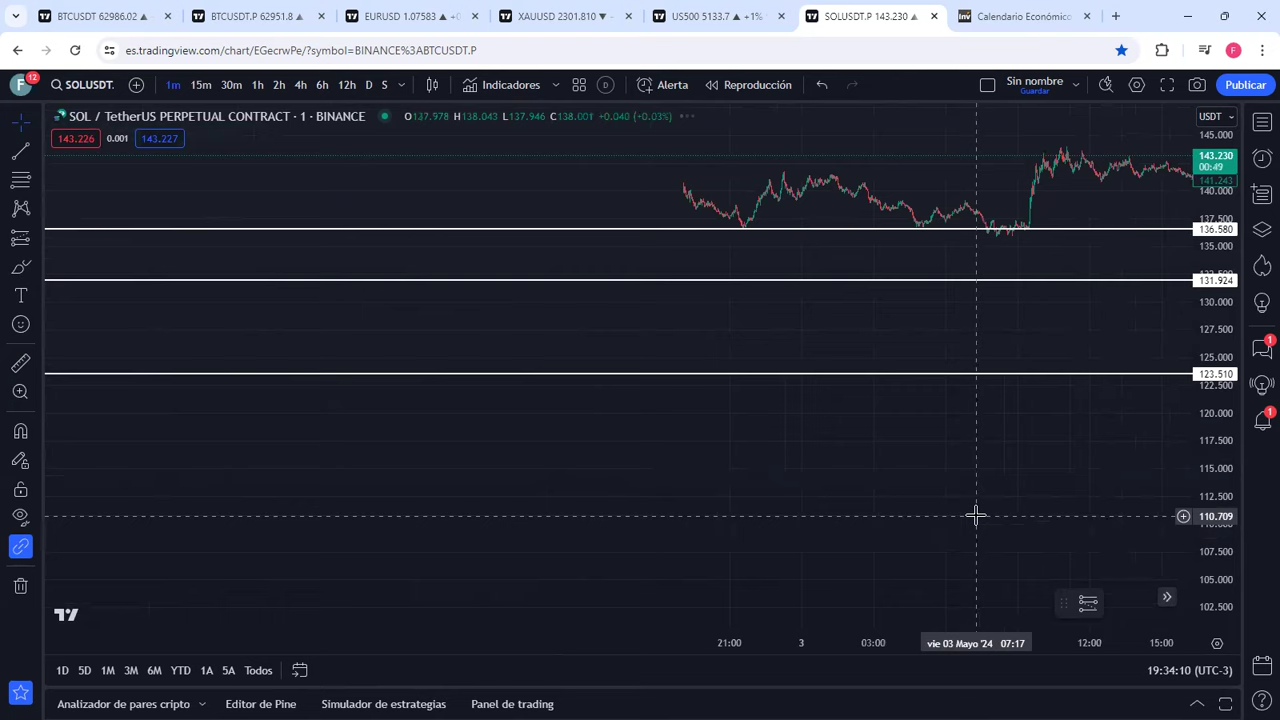 BTCUSDT 62986.02 ▲
BTCUSDT.P 62951.8 ▲
EURUSD 1.07583 ▲ +0
XAUUSD 2301.810 ▼ −
US500 5133.7 ▲ +1%
SOLUSDT.P 143.230 ▲
Calendario Económico
es.tradingview.com/chart/EGecrwPe/?symbol=BINANCE%3ABTCUSDT.P
F
F 12
SOLUSDT.
1m 15m 30m 1h 2h 4h 6h 12h D S
Indicadores
D
Alerta
Reproducción
Sin nombre
Guardar
Publicar
SOL / TetherUS PERPETUAL CONTRACT · 1 · BINANCE
O137.978 H138.043 L137.946 C138.001 +0.040 (+0.03%)
USDT
143.226 0.001 143.227
145.000
143.230
00:49
141.243
140.000
137.500
136.580
135.000
131.924
130.000
127.500
125.000
123.510
122.500
120.000
117.500
115.000
112.500
110.709
107.500
105.000
102.500
21:00 3 03:00 vie 03 Mayo '24 07:17 12:00 15:00
1D 5D 1M 3M 6M YTD 1A 5A Todos
19:34:10 (UTC-3)
Analizador de pares cripto
Editor de Pine
Simulador de estrategias
Panel de trading
1
1